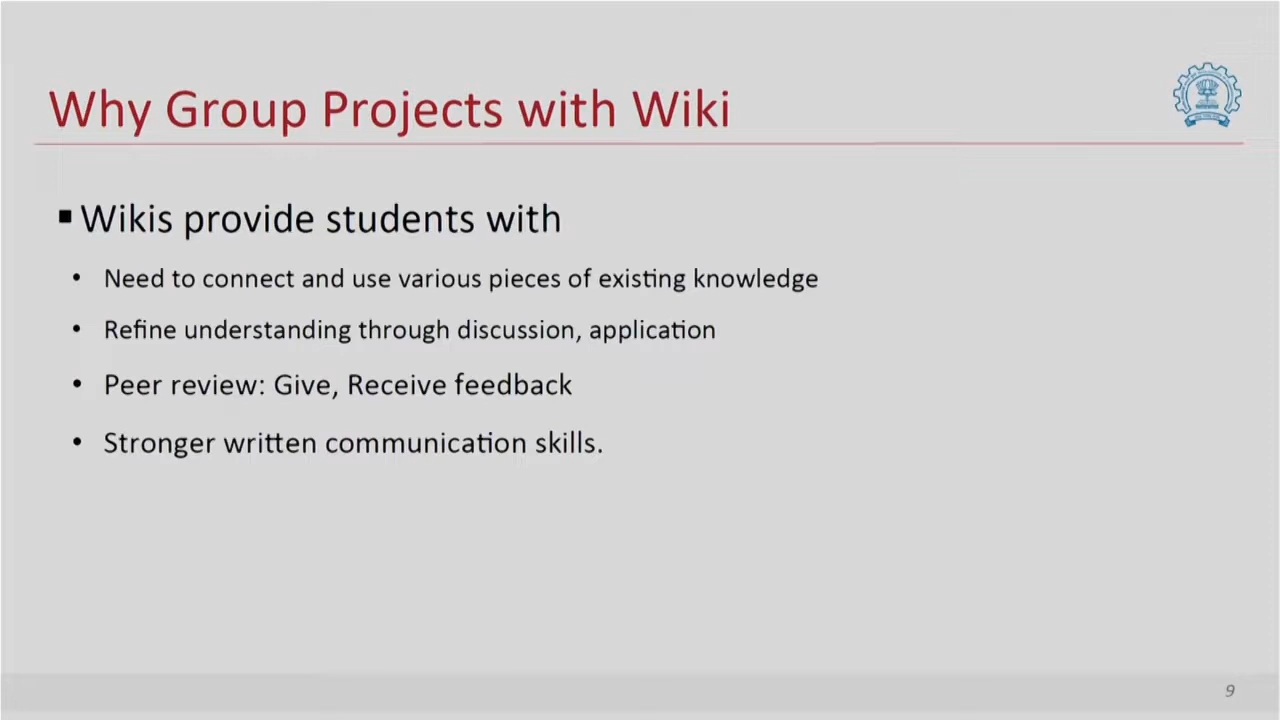 Why Group Projects with Wiki
▪ Wikis provide students with
• Need to connect and use various pieces of existing knowledge
• Refine understanding through discussion, application
• Peer review: Give, Receive feedback
• Stronger written communication skills.
9